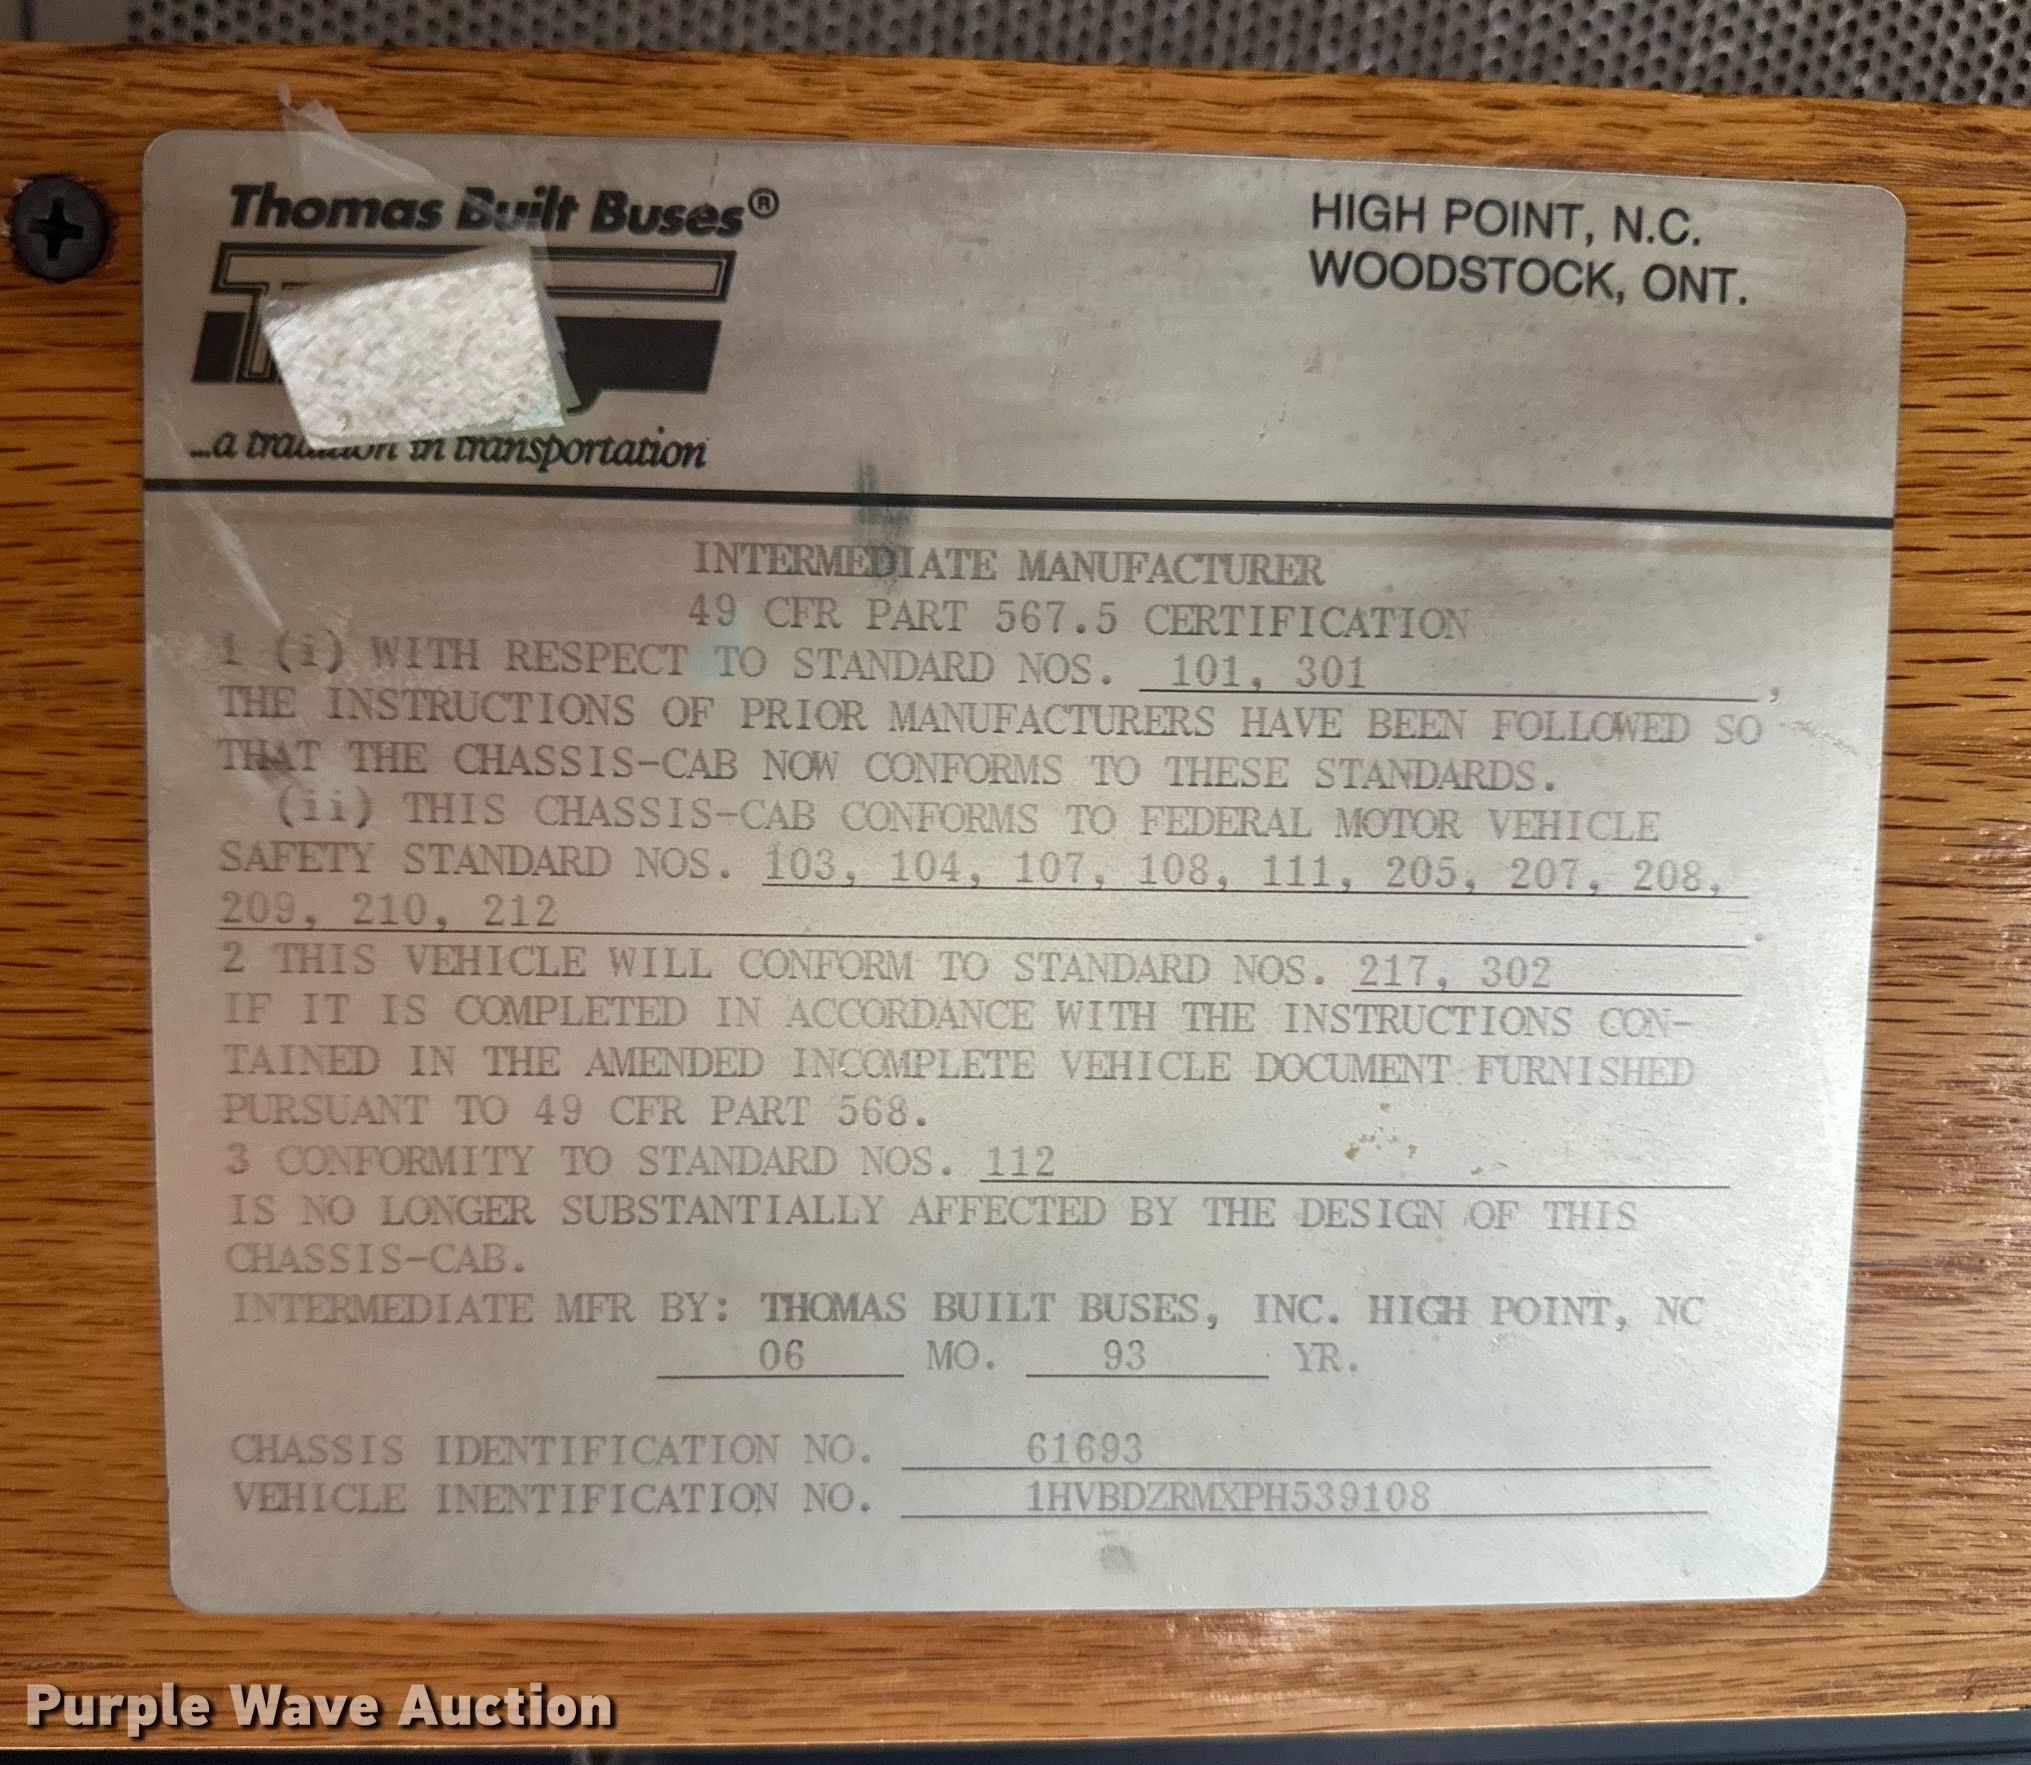 Thomas Built Buses®
HIGH POINT, N.C.
WOODSTOCK, ONT.
...a tradition in transportation
INTERMEDIATE MANUFACTURER
49 CFR PART 567.5 CERTIFICATION
1 (i) WITH RESPECT TO STANDARD NOS. 101, 301,
THE INSTRUCTIONS OF PRIOR MANUFACTURERS HAVE BEEN FOLLOWED SO
THAT THE CHASSIS-CAB NOW CONFORMS TO THESE STANDARDS.
(ii) THIS CHASSIS-CAB CONFORMS TO FEDERAL MOTOR VEHICLE
SAFETY STANDARD NOS. 103, 104, 107, 108, 111, 205, 207, 208,
209, 210, 212.
2 THIS VEHICLE WILL CONFORM TO STANDARD NOS. 217, 302
IF IT IS COMPLETED IN ACCORDANCE WITH THE INSTRUCTIONS CON-
TAINED IN THE AMENDED INCOMPLETE VEHICLE DOCUMENT FURNISHED
PURSUANT TO 49 CFR PART 568.
3 CONFORMITY TO STANDARD NOS. 112
IS NO LONGER SUBSTANTIALLY AFFECTED BY THE DESIGN OF THIS
CHASSIS-CAB.
INTERMEDIATE MFR BY: THOMAS BUILT BUSES, INC. HIGH POINT, NC
06 MO. 93 YR.
CHASSIS IDENTIFICATION NO. 61693
VEHICLE INENTIFICATION NO. 1HVBDZRMXPH539108
Purple Wave Auction